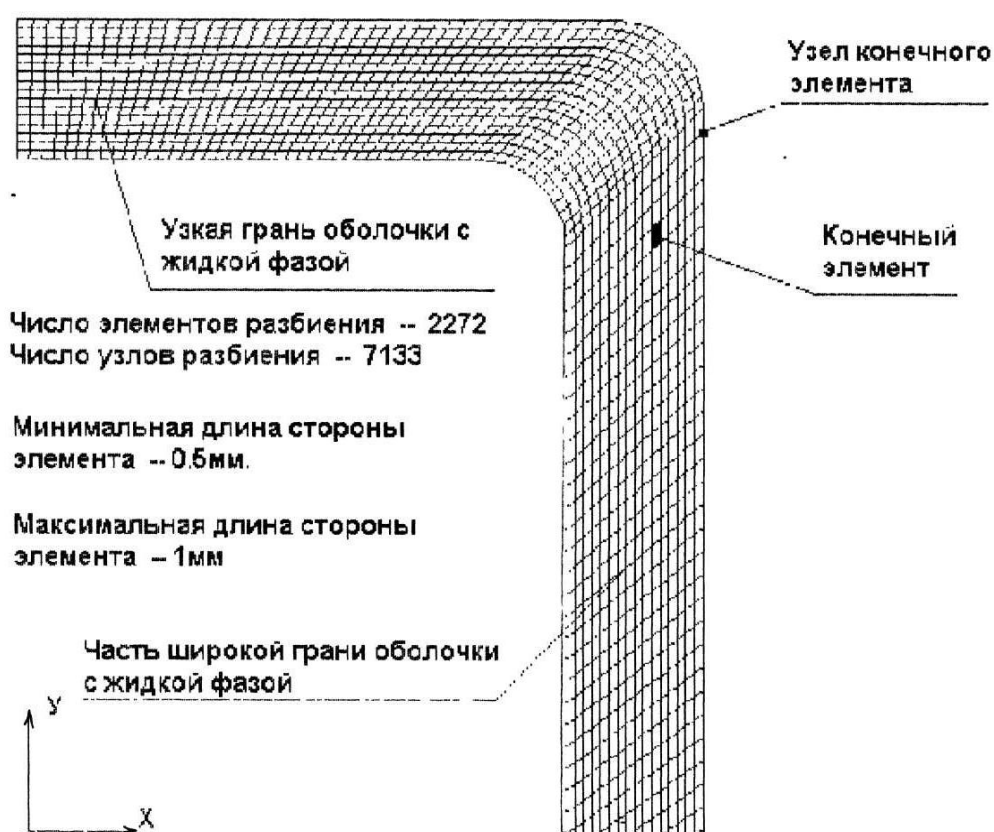 Узел конечного
элемента
Узкая грань оболочки с
жидкой фазой
Конечный
элемент
Число элементов разбиения -- 2272
Число узлов разбиения -- 7133
Минимальная длина стороны
элемента -- 0.5мм.
Максимальная длина стороны
элемента -- 1мм
Часть широкой грани оболочки
с жидкой фазой
У
Х